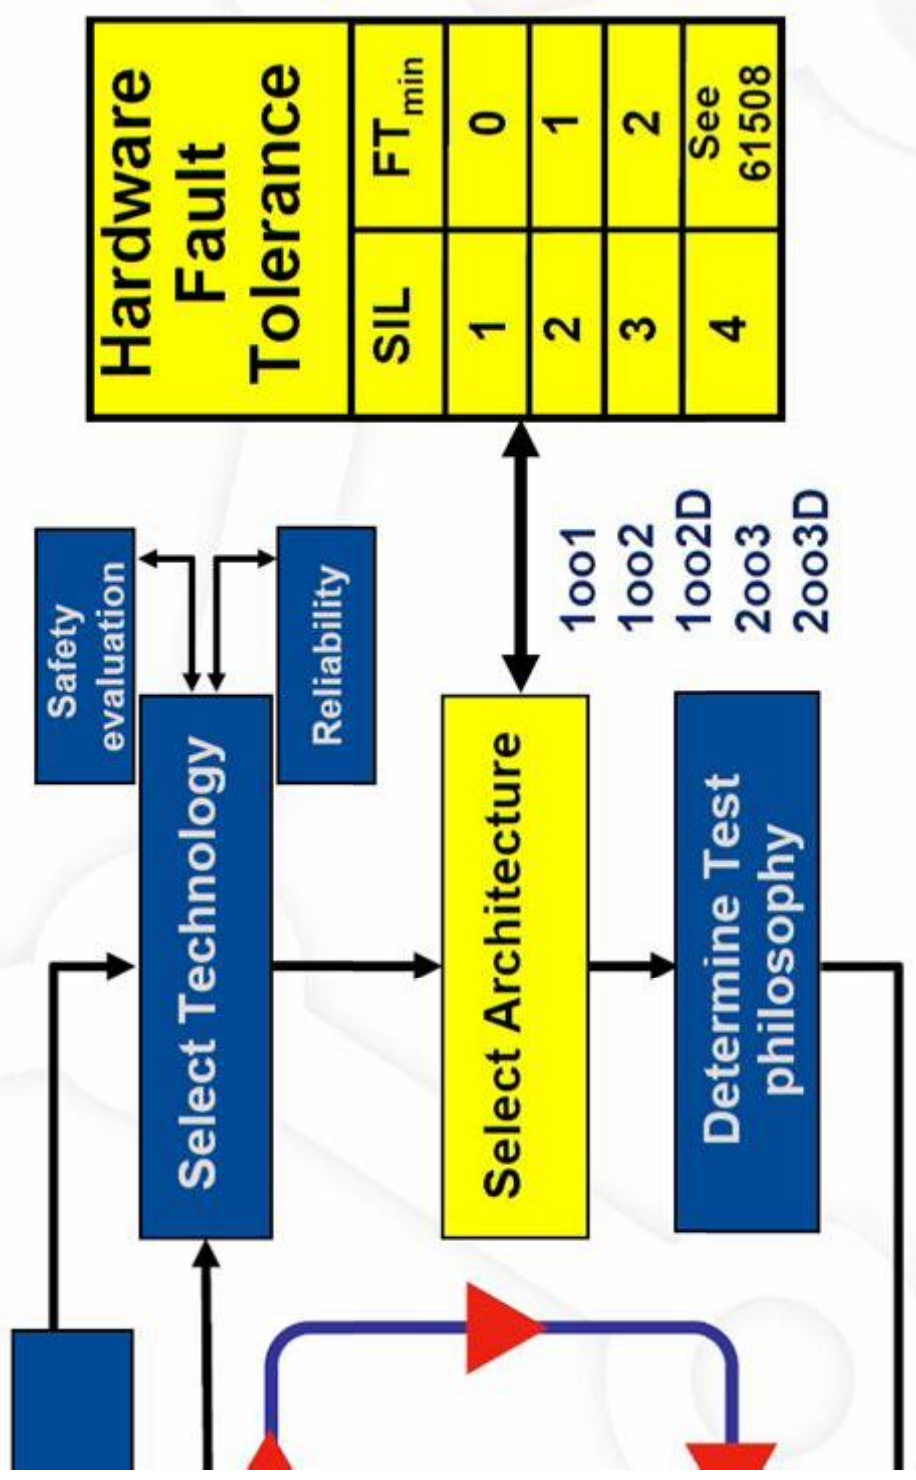 Safety
evaluation
Select Technology
Reliability
Hardware
Fault
Tolerance
SIL FTmin
1 0
2 1
3 2
4 See
61508
Select Architecture
1oo1
1oo2
1oo2D
2oo3
2oo3D
Determine Test
philosophy